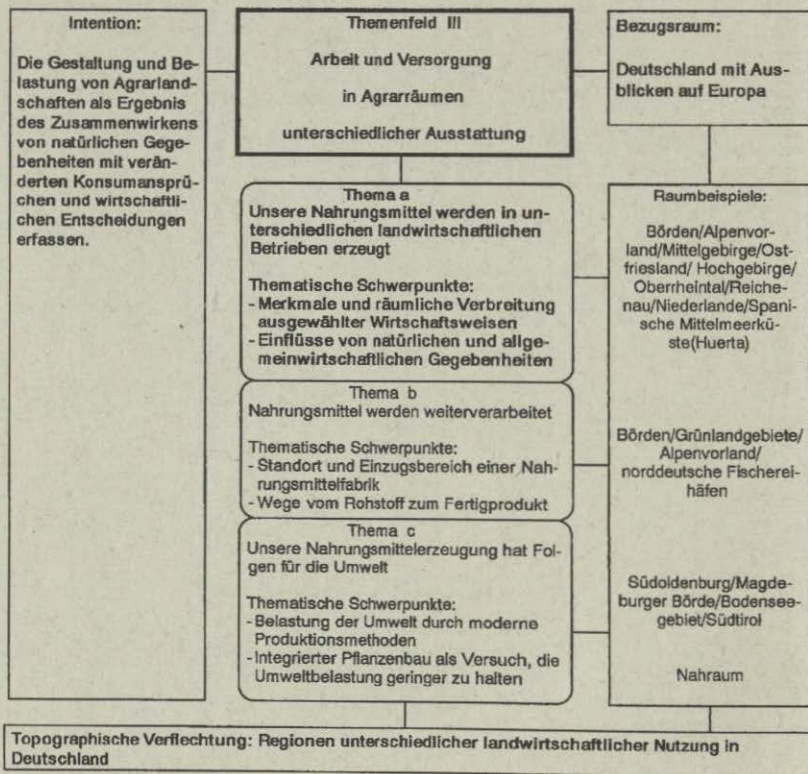 Intention:
Die Gestaltung und Be-
lastung von Agrarland-
schaften als Ergebnis
des Zusammenwirkens
von natürlichen Gege-
benheiten mit verän-
derten Konsumansprü-
chen und wirtschaftli-
chen Entscheidungen
erfassen.
Themenfeld III
Arbeit und Versorgung
in Agrarräumen
unterschiedlicher Ausstattung
Bezugsraum:
Deutschland mit Aus-
blicken auf Europa
Thema a
Unsere Nahrungsmittel werden in un-
terschiedlichen landwirtschaftlichen
Betrieben erzeugt
Thematische Schwerpunkte:
- Merkmale und räumliche Verbreitung
ausgewählter Wirtschaftsweisen
- Einflüsse von natürlichen und allge-
meinwirtschaftlichen Gegebenheiten
Raumbeispiele:
Börden/Alpenvor-
land/Mittelgebirge/Ost-
friesland/ Hochgebirge/
Oberrheintal/Reiche-
nau/Niederlande/Spani-
sche Mittelmeerkü-
ste(Huerta)
Thema b
Nahrungsmittel werden weiterverarbeitet
Thematische Schwerpunkte:
- Standort und Einzugsbereich einer Nah-
rungsmittelfabrik
- Wege vom Rohstoff zum Fertigprodukt
Börden/Grünlandgebiete/
Alpenvorland/
norddeutsche Fischerei-
häfen
Thema c
Unsere Nahrungsmittelerzeugung hat Fol-
gen für die Umwelt
Thematische Schwerpunkte:
- Belastung der Umwelt durch moderne
Produktionsmethoden
- Integrierter Pflanzenbau als Versuch, die
Umweltbelastung geringer zu halten
Südoldenburg/Magde-
burger Börde/Bodensee-
gebiet/Südtirol
Nahraum
Topographische Verflechtung: Regionen unterschiedlicher landwirtschaftlicher Nutzung in
Deutschland